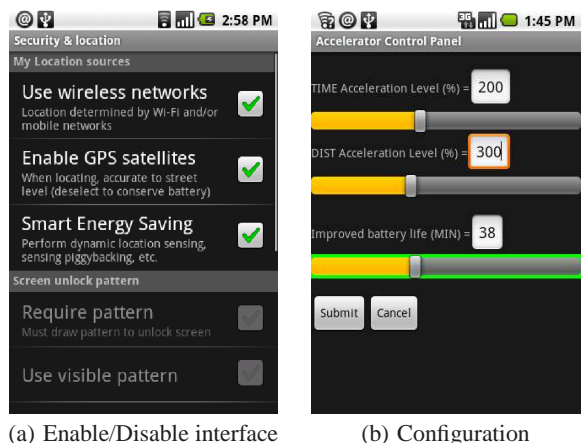 2:58 PM
Security & location
My Location sources
Use wireless networks
Location determined by Wi-Fi and/or
mobile networks
Enable GPS satellites
When locating, accurate to street
level (deselect to conserve battery)
Smart Energy Saving
Perform dynamic location sensing,
sensing piggybacking, etc.
Screen unlock pattern
Require pattern
Must draw pattern to unlock screen
Use visible pattern
(a) Enable/Disable interface
3G 1:45 PM
Accelerator Control Panel
TIME Acceleration Level (%) = 200
DIST Acceleration Level (%) = 300
Improved battery life (MIN) = 38
Submit Cancel
(b) Configuration